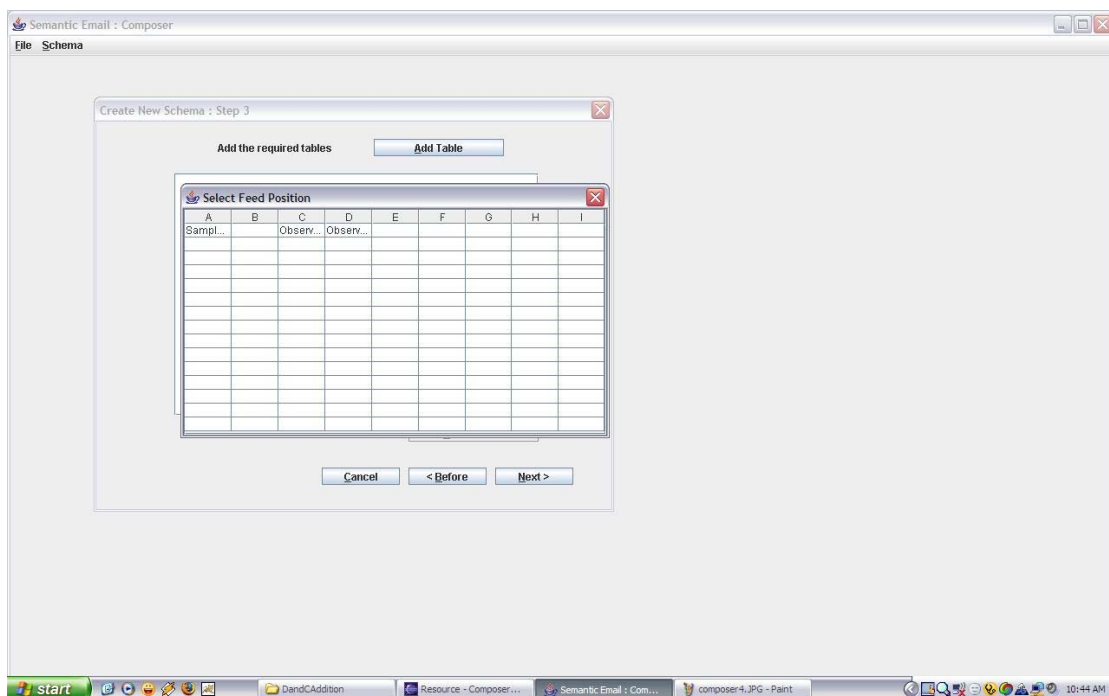 Semantic Email : Composer
File Schema
Create New Schema : Step 3
Add the required tables Add Table
Select Feed Position
A B C D E F G H I
Sampl... Observ... Observ...
Cancel < Before Next >
start DandCAddition Resource - Composer... Semantic Email : Com... composer4.JPG - Paint 10:44 AM